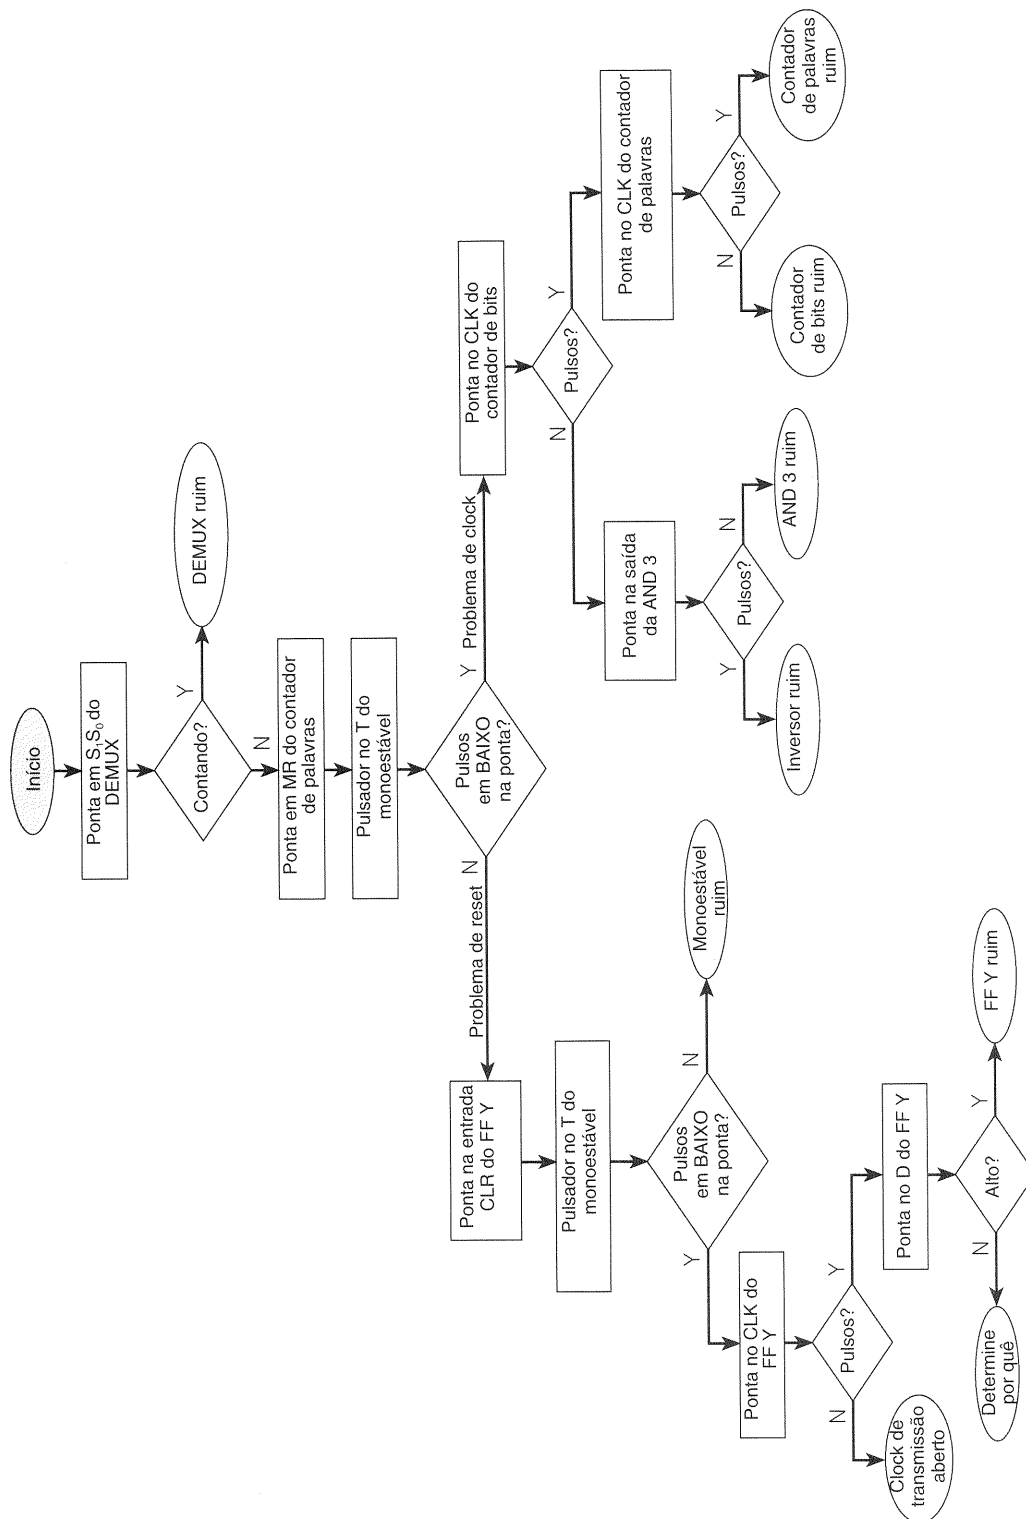 Início
Ponta em S₁S₀ do
DEMUX
Contando?
Y
DEMUX ruim
N
Ponta em MR do contador
de palavras
Pulsador no T do
monoestável
Pulsos
em BAIXO
na ponta?
N
Problema de reset
Y
Problema de clock
Ponta na entrada
CLR do FF Y
Pulsador no T do
monoestável
Pulsos
em BAIXO
na ponta?
N
Monoestável
ruim
Y
Ponta no CLK do
FF Y
Pulsos?
N
Clock de
transmissão
aberto
Y
Ponta no D do FF Y
Alto?
N
Determine
por quê
Y
FF Y ruim
Ponta no CLK do
contador de bits
Pulsos?
N
Ponta na saída
da AND 3
Pulsos?
Y
Inversor ruim
N
AND 3 ruim
Y
Ponta no CLK do contador
de palavras
Pulsos?
N
Contador
de bits ruim
Y
Contador
de palavras
ruim